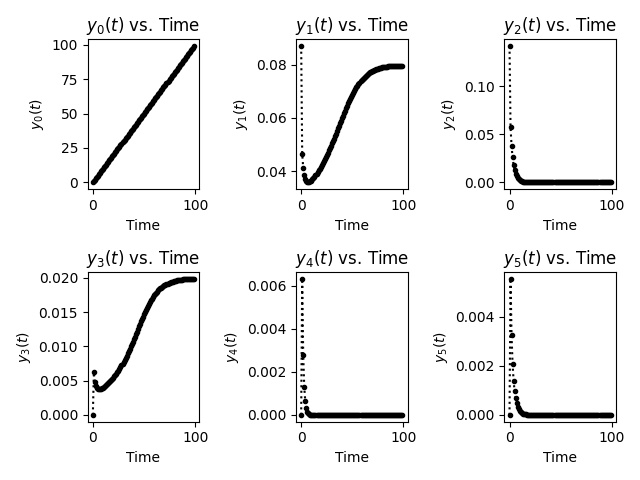 y₀(t) vs. Time
y₀(t)
100
75
50
25
0
0
100
Time
y₁(t) vs. Time
y₁(t)
0.08
0.06
0.04
0
100
Time
y₂(t) vs. Time
y₂(t)
0.10
0.05
0.00
0
100
Time
y₃(t) vs. Time
y₃(t)
0.020
0.015
0.010
0.005
0.000
0
100
Time
y₄(t) vs. Time
y₄(t)
0.006
0.004
0.002
0.000
0
100
Time
y₅(t) vs. Time
y₅(t)
0.004
0.002
0.000
0
100
Time